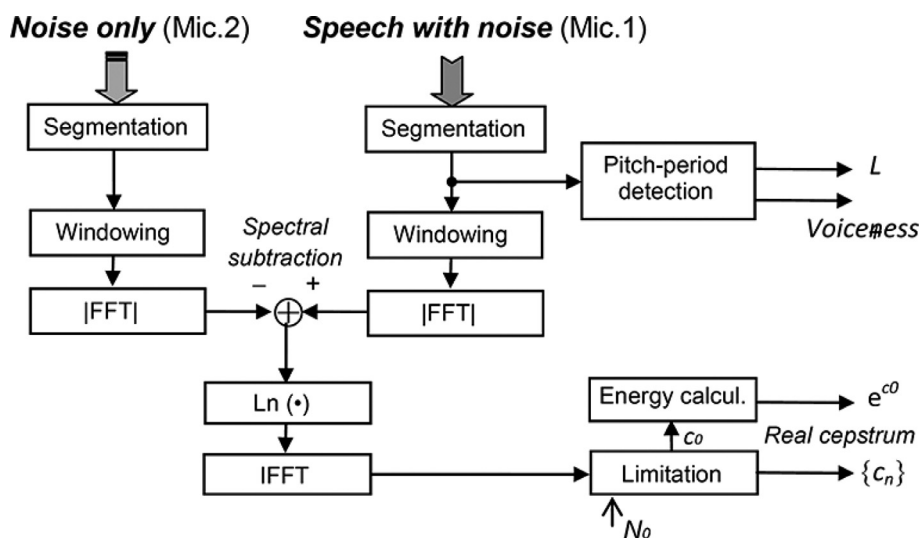 Noise only (Mic.2)
Speech with noise (Mic.1)
Segmentation
Segmentation
Pitch-period
detection
L
Windowing
Spectral
subtraction
Windowing
– +
|FFT|
|FFT|
Ln (•)
Energy calcul.
e^c0
c0
Real cepstrum
IFFT
Limitation
{cn}
N0